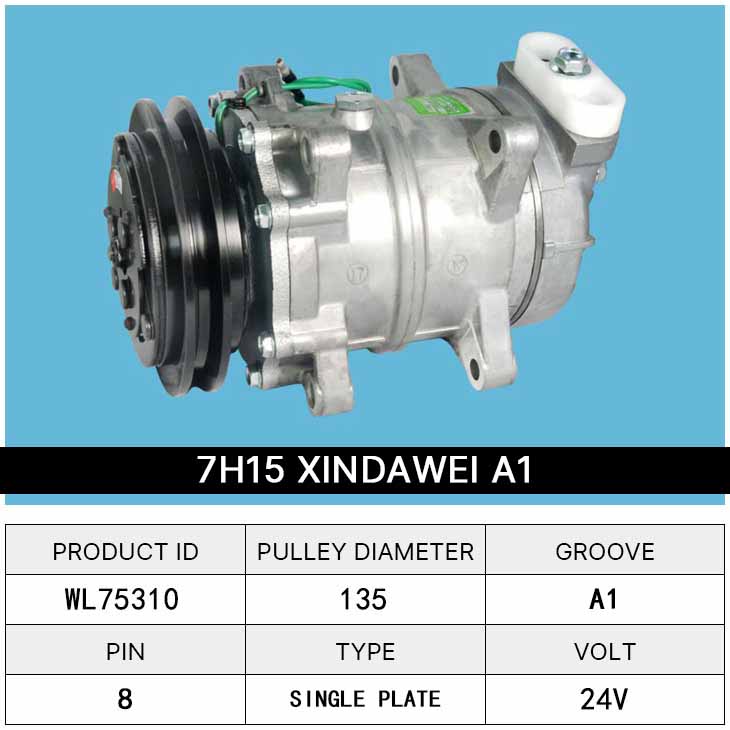 7H15 XINDAWEI A1
PRODUCT ID PULLEY DIAMETER GROOVE
WL75310 135 A1
PIN TYPE VOLT
8 SINGLE PLATE 24V